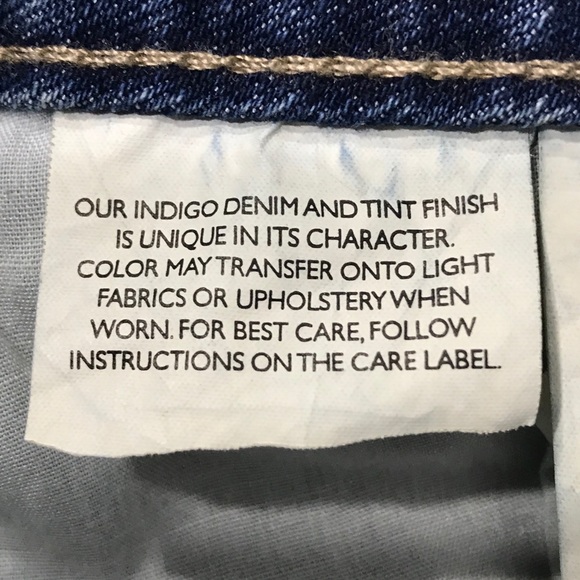 OUR INDIGO DENIM AND TINT FINISH
IS UNIQUE IN ITS CHARACTER.
COLOR MAY TRANSFER ONTO LIGHT
FABRICS OR UPHOLSTERY WHEN
WORN. FOR BEST CARE, FOLLOW
INSTRUCTIONS ON THE CARE LABEL.